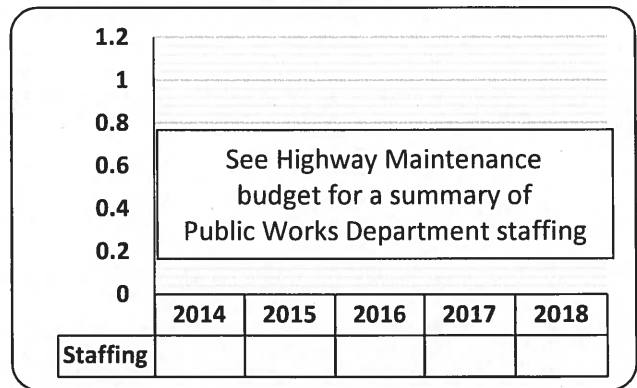 1.2
1
0.8
0.6
0.4
0.2
0
See Highway Maintenance
budget for a summary of
Public Works Department staffing
2014 2015 2016 2017 2018
Staffing